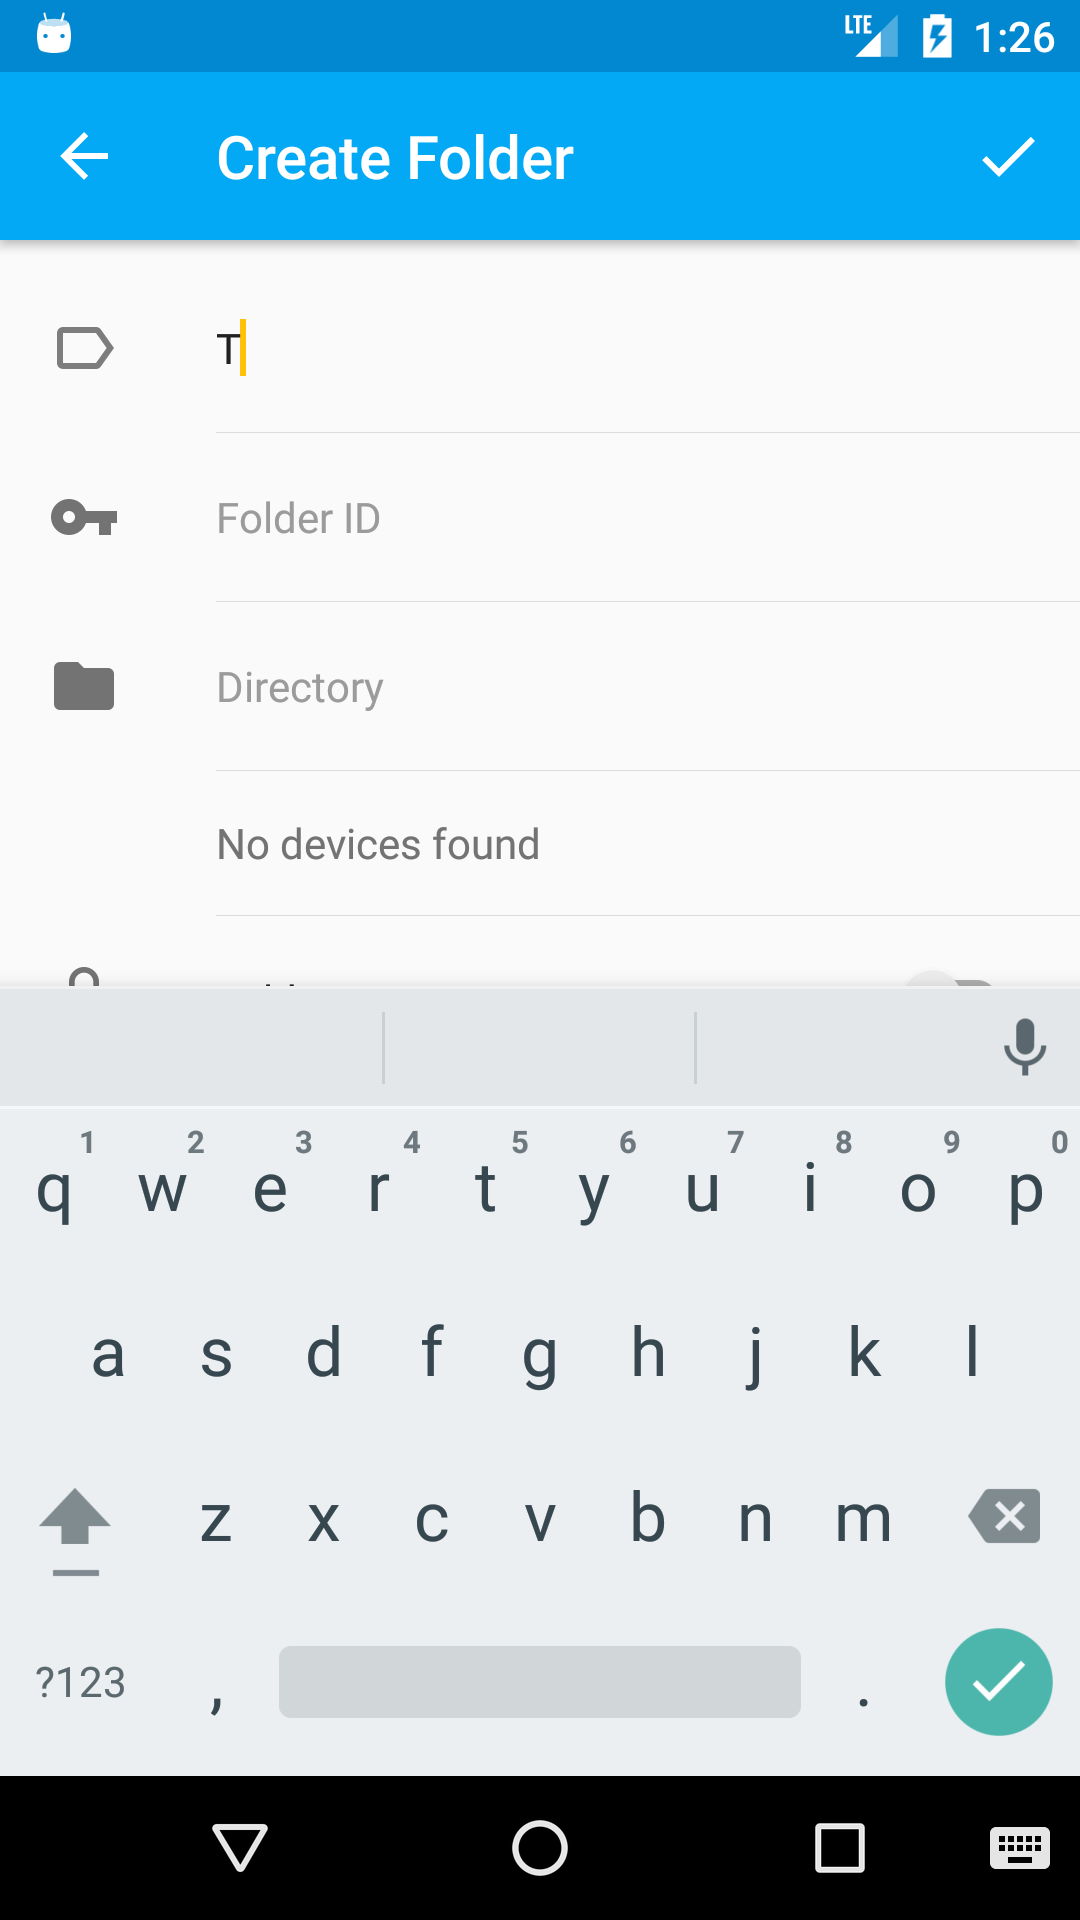 LTE 1:26
Create Folder
T
Folder ID
Directory
No devices found
1 2 3 4 5 6 7 8 9 0
q w e r t y u i o p
a s d f g h j k l
z x c v b n m
?123 , .